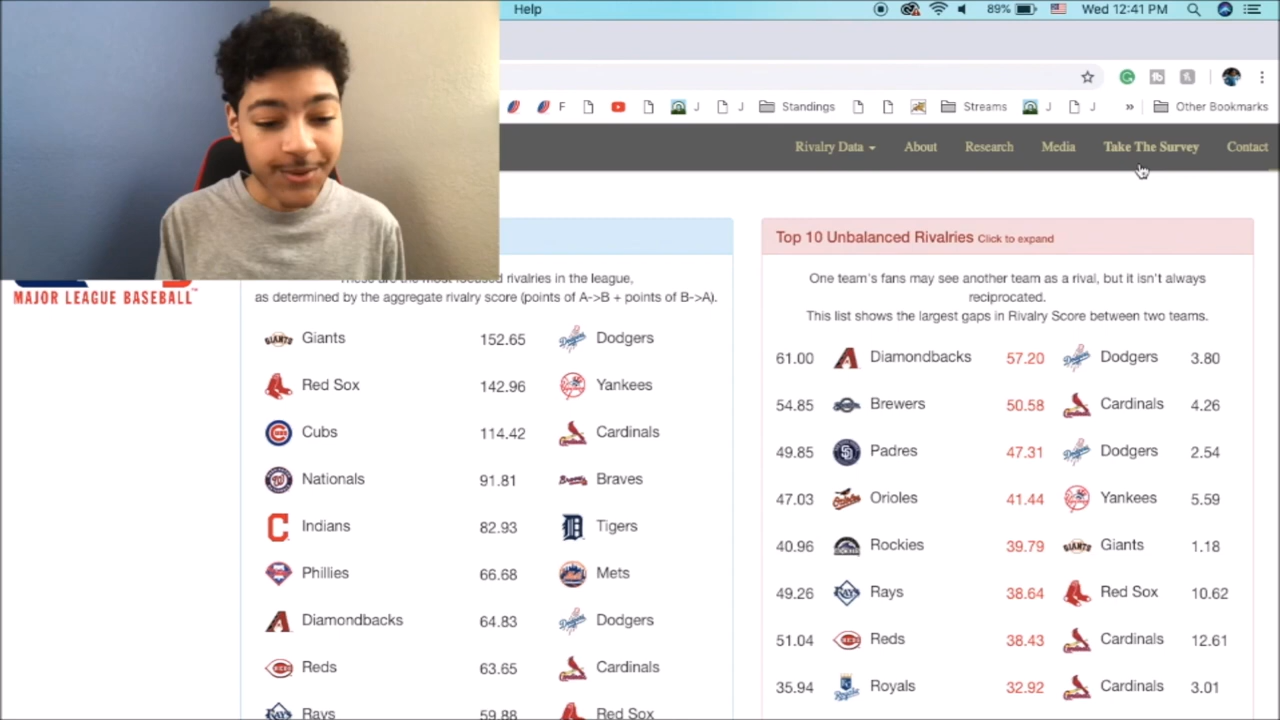 Help
89%
Wed 12:41 PM
F
J
J
Standings
Streams
J
J
»
Other Bookmarks
Rivalry Data
About
Research
Media
Take The Survey
Contact
MAJOR LEAGUE BASEBALL
rivalries in the league,
as determined by the aggregate rivalry score (points of A->B + points of B->A).
Giants 152.65 Dodgers
Red Sox 142.96 Yankees
Cubs 114.42 Cardinals
Nationals 91.81 Braves
Indians 82.93 Tigers
Phillies 66.68 Mets
Diamondbacks 64.83 Dodgers
Reds 63.65 Cardinals
Rays 59.88 Red Sox
Top 10 Unbalanced Rivalries Click to expand
One team's fans may see another team as a rival, but it isn't always
reciprocated.
This list shows the largest gaps in Rivalry Score between two teams.
61.00 Diamondbacks 57.20 Dodgers 3.80
54.85 Brewers 50.58 Cardinals 4.26
49.85 Padres 47.31 Dodgers 2.54
47.03 Orioles 41.44 Yankees 5.59
40.96 Rockies 39.79 Giants 1.18
49.26 Rays 38.64 Red Sox 10.62
51.04 Reds 38.43 Cardinals 12.61
35.94 Royals 32.92 Cardinals 3.01